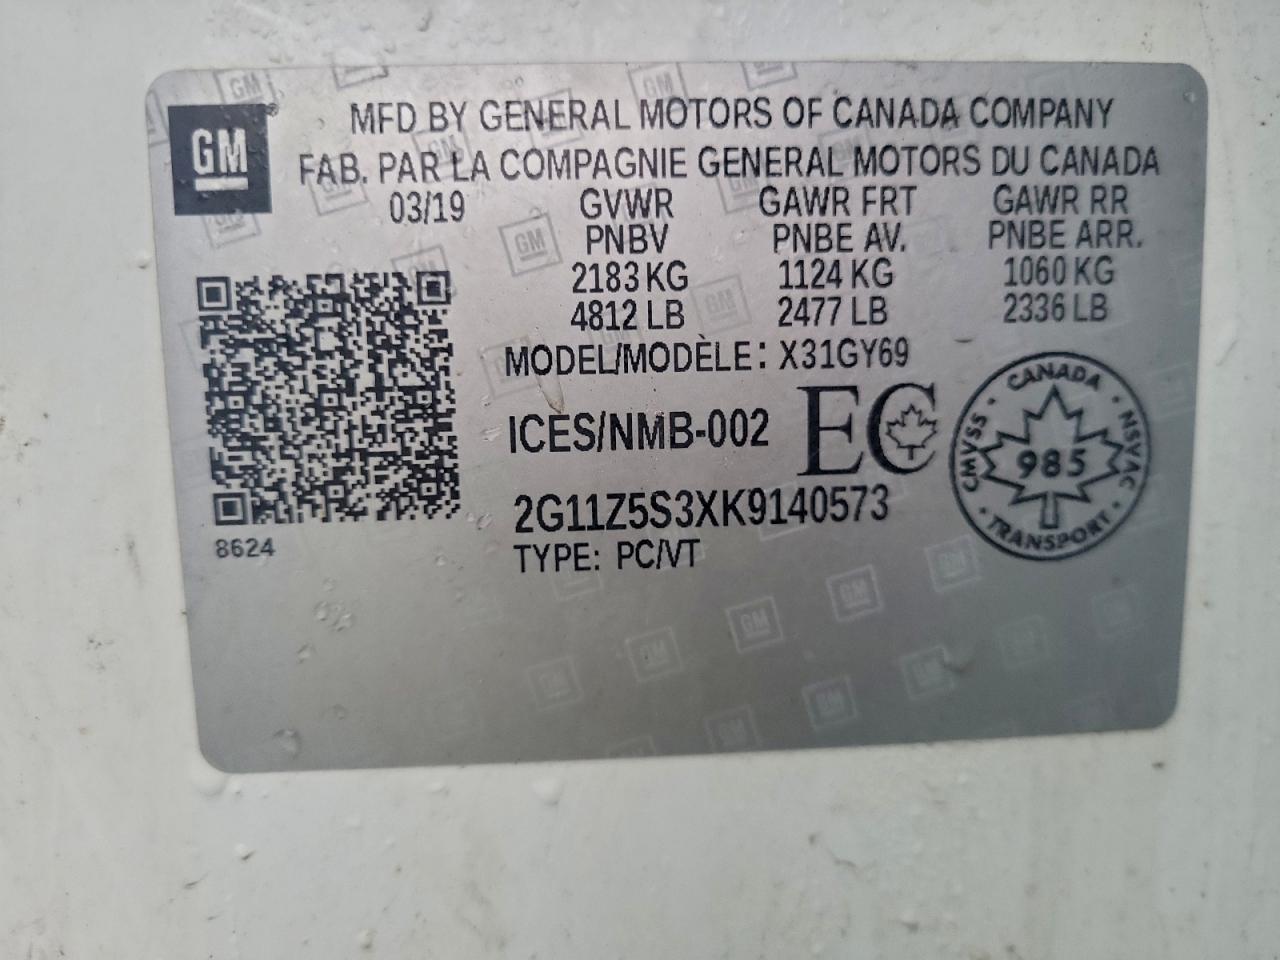 GM
MFD BY GENERAL MOTORS OF CANADA COMPANY
FAB. PAR LA COMPAGNIE GENERAL MOTORS DU CANADA
03/19 GVWR GAWR FRT GAWR RR
PNBV PNBE AV. PNBE ARR.
2183 KG 1124 KG 1060 KG
4812 LB 2477 LB 2336 LB
MODEL/MODÈLE: X31GY69
ICES/NMB-002 EC
CANADA
CMVSS 985 NSVAC
TRANSPORT
2G11Z5S3XK9140573
8624
TYPE: PC/VT